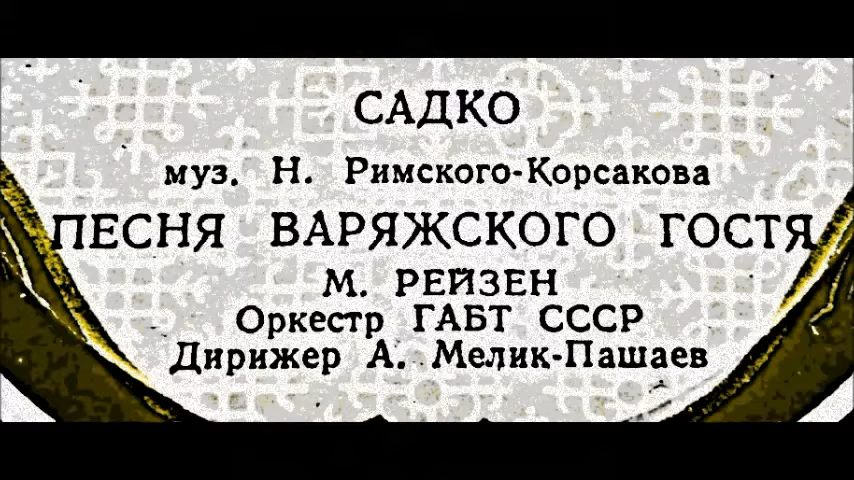 САДКО
муз. Н. Римского-Корсакова
ПЕСНЯ ВАРЯЖСКОГО ГОСТЯ
М. РЕЙЗЕН
Оркестр ГАБТ СССР
Дирижер А. Мелик-Пашаев